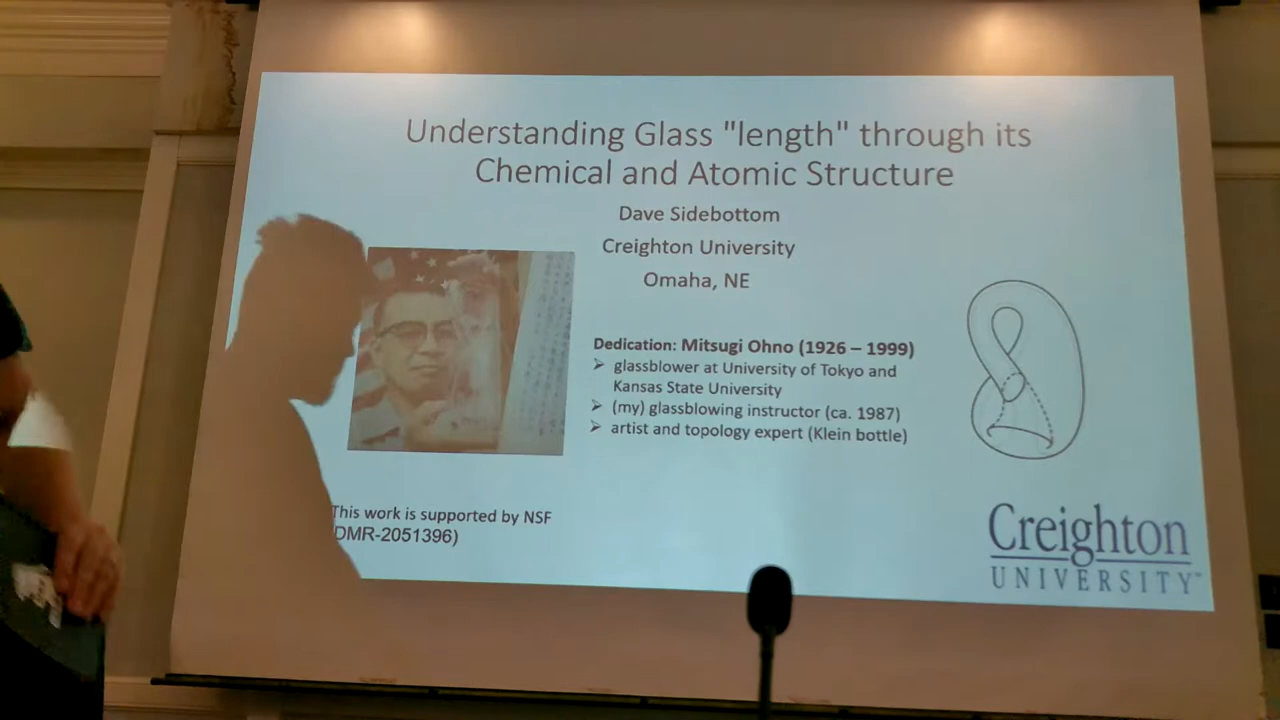 Understanding Glass "length" through its
Chemical and Atomic Structure
Dave Sidebottom
Creighton University
Omaha, NE
Dedication: Mitsugi Ohno (1926 – 1999)
➢ glassblower at University of Tokyo and
Kansas State University
➢ (my) glassblowing instructor (ca. 1987)
➢ artist and topology expert (Klein bottle)
This work is supported by NSF
DMR-2051396)
Creighton
UNIVERSITY™